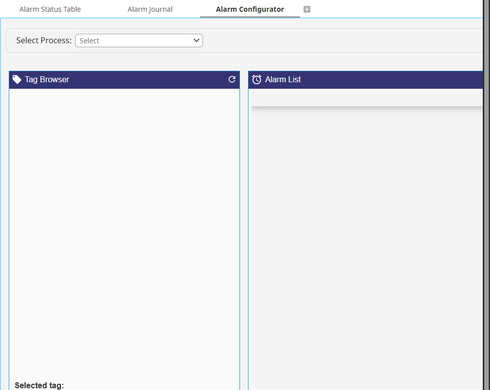 Alarm Status Table
Alarm Journal
Alarm Configurator
Select Process:
Select
Tag Browser
Alarm List
Selected tag: